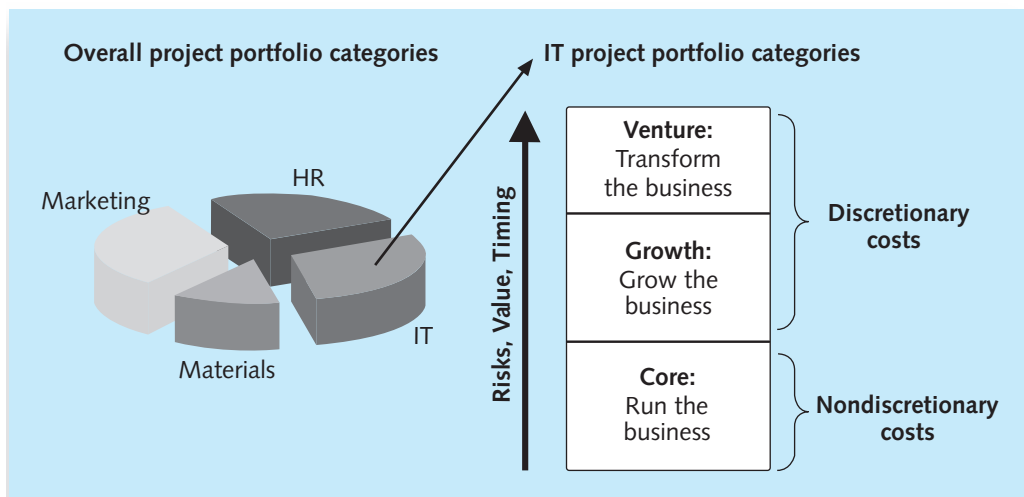 Overall project portfolio categories
IT project portfolio categories
Marketing
HR
IT
Materials
Risks, Value, Timing
Venture:
Transform
the business
Growth:
Grow the
business
Core:
Run the
business
Discretionary
costs
Nondiscretionary
costs